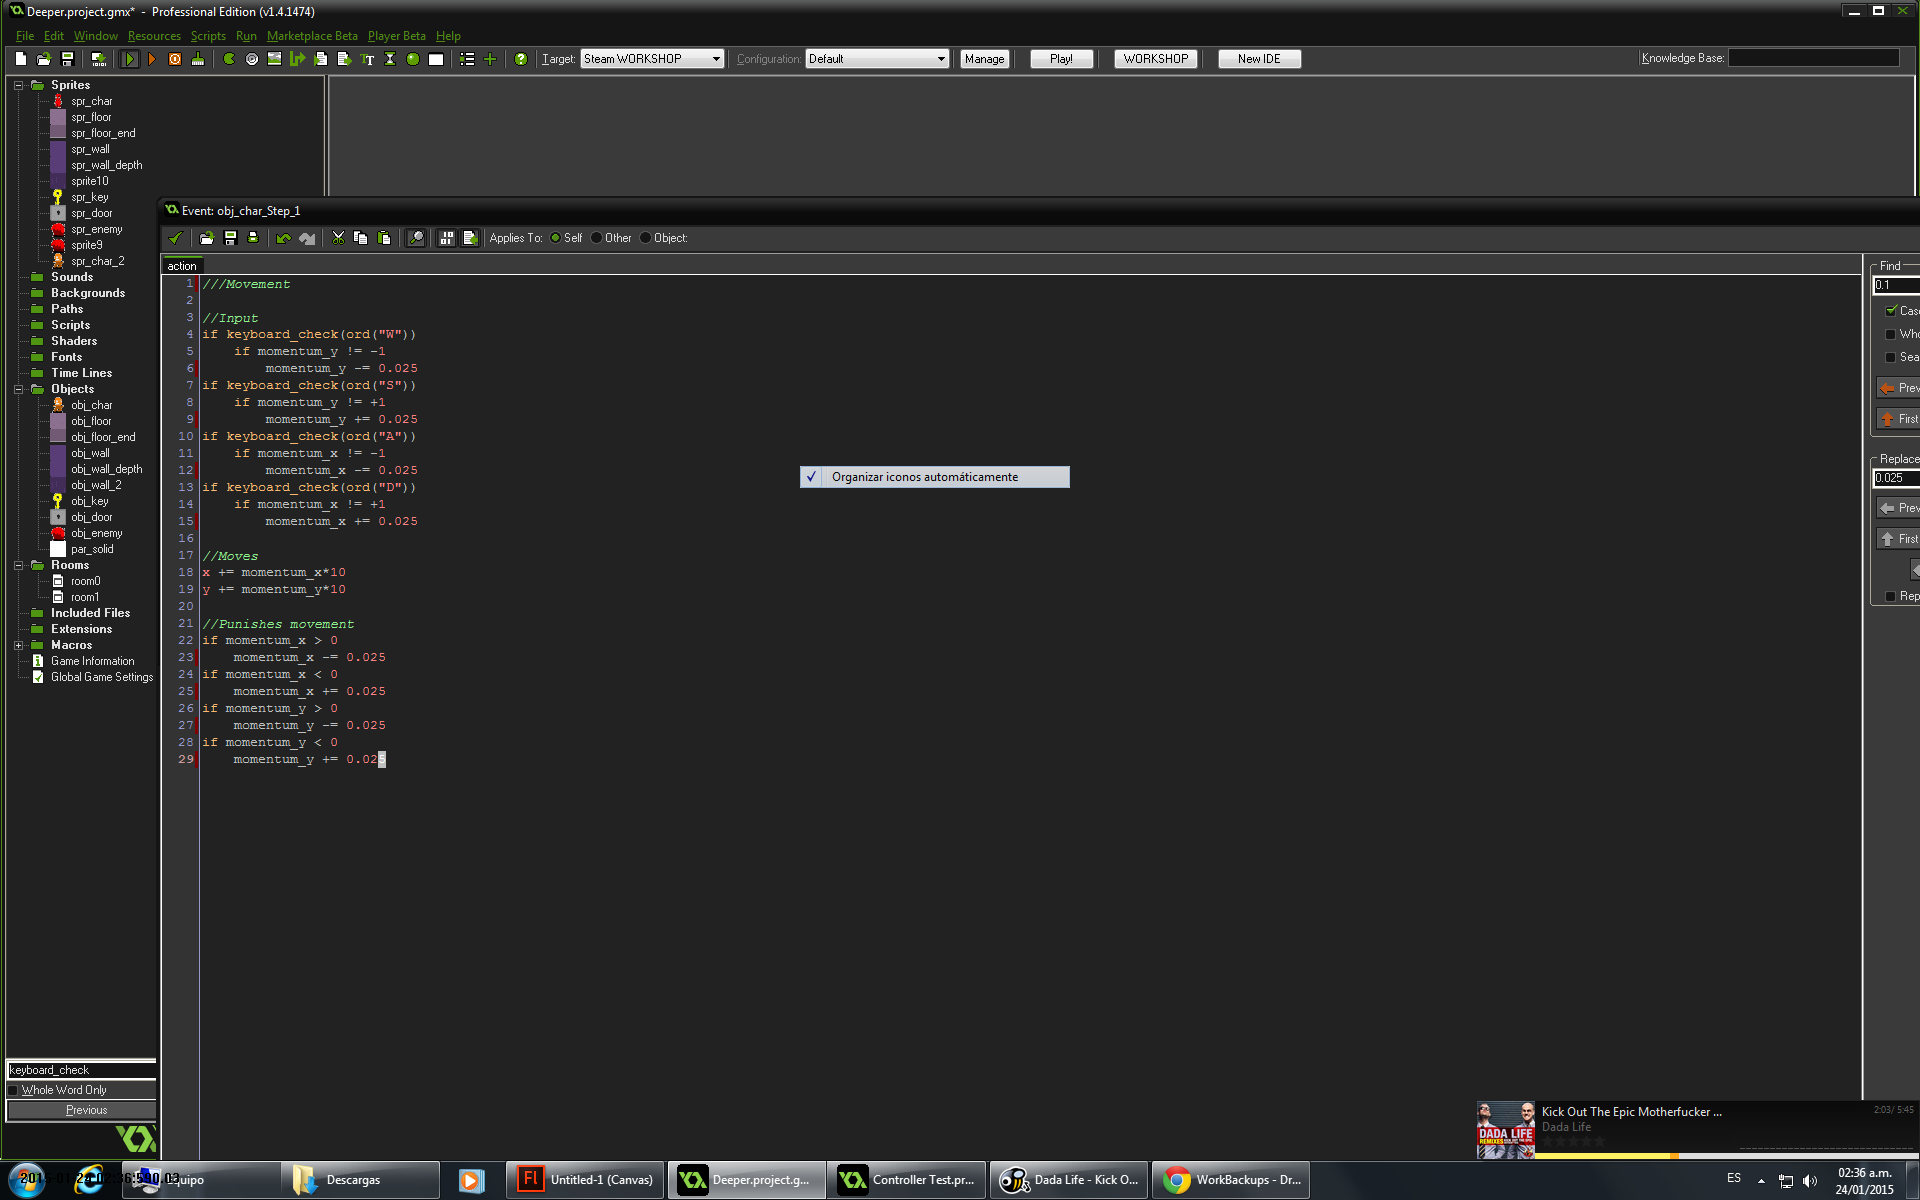 Deeper.project.gmx* - Professional Edition (v1.4.1474)
File Edit Window Resources Scripts Run Marketplace Beta Player Beta Help
Target: Steam WORKSHOP Configuration: Default Manage Play! WORKSHOP New IDE Knowledge Base:
Sprites
spr_char
spr_floor
spr_floor_end
spr_wall
spr_wall_depth
sprite10
spr_key
spr_door
spr_enemy
sprite9
spr_char_2
Sounds
Backgrounds
Paths
Scripts
Shaders
Fonts
Time Lines
Objects
obj_char
obj_floor
obj_floor_end
obj_wall
obj_wall_depth
obj_wall_2
obj_key
obj_door
obj_enemy
par_solid
Rooms
room0
room1
Included Files
Extensions
Macros
Game Information
Global Game Settings
keyboard_check
Whole Word Only
Previous
Event: obj_char_Step_1
Applies To: Self Other Object:
action
1 ///Movement
2
3 //Input
4 if keyboard_check(ord("W"))
5 if momentum_y != -1
6 momentum_y -= 0.025
7 if keyboard_check(ord("S"))
8 if momentum_y != +1
9 momentum_y += 0.025
10 if keyboard_check(ord("A"))
11 if momentum_x != -1
12 momentum_x -= 0.025
13 if keyboard_check(ord("D"))
14 if momentum_x != +1
15 momentum_x += 0.025
16
17 //Moves
18 x += momentum_x*10
19 y += momentum_y*10
20
21 //Punishes movement
22 if momentum_x > 0
23 momentum_x -= 0.025
24 if momentum_x < 0
25 momentum_x += 0.025
26 if momentum_y > 0
27 momentum_y -= 0.025
28 if momentum_y < 0
29 momentum_y += 0.025
Organizar iconos automáticamente
Find
0.1
Cas
Who
Sea
Prev
First
Replace
0.025
Prev
First
Rep
Kick Out The Epic Motherfucker ...
2:03/ 5:45
Dada Life
DADA LIFE
Equipo
Descargas
Untitled-1 (Canvas)
Deeper.project.g...
Controller Test.pr...
Dada Life - Kick O...
WorkBackups - Dr...
ES
02:36 a.m.
24/01/2015